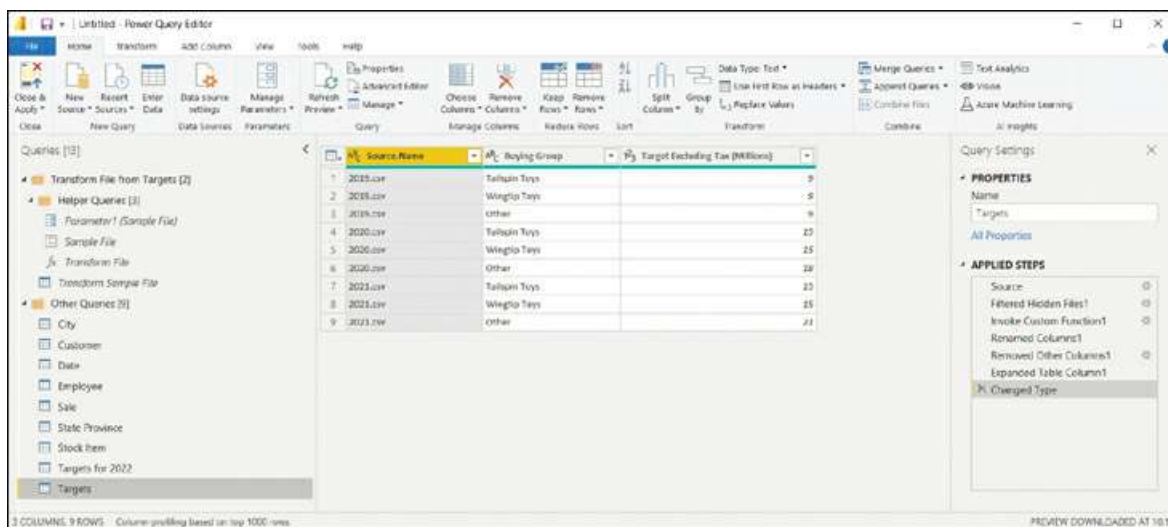 Untitled - Power Query Editor
File Home Transform Add Column View Tools Help
Close & Apply
New Source
Recent Sources
Enter Data
Data source settings
Manage Parameters
Refresh Preview
Properties
Advanced Editor
Manage
Choose Columns
Remove Columns
Keep Rows
Remove Rows
Split Column
Group By
Data Type: Text
Use First Row as Headers
Replace Values
Merge Queries
Append Queries
Combine Files
Text Analytics
Vision
Azure Machine Learning
Close New Query Data Sources Parameters Query Manage Columns Reduce Rows Sort Transform Combine AI Insights
Queries [13]
Transform File from Targets [2]
Helper Queries [3]
Parameter1 (Sample File)
Sample File
fx Transform File
Transform Sample File
Other Queries [9]
City
Customer
Date
Employee
Sale
State Province
Stock Item
Targets for 2022
Targets
Source.Name Buying Group Target Excluding Tax (Millions)
1 2019.csv Tailspin Toys 9
2 2019.csv Wingtip Toys 9
3 2019.csv Other 9
4 2020.csv Tailspin Toys
5 2020.csv Wingtip Toys 25
6 2020.csv Other
7 2021.csv Tailspin Toys
8 2021.csv Wingtip Toys
9 2021.csv Other
Query Settings
PROPERTIES
Name
Targets
All Properties
APPLIED STEPS
Source
Filtered Hidden Files1
Invoke Custom Function1
Renamed Columns1
Removed Other Columns1
Expanded Table Column1
Changed Type
3 COLUMNS, 9 ROWS Column profiling based on top 1000 rows
PREVIEW DOWNLOADED AT